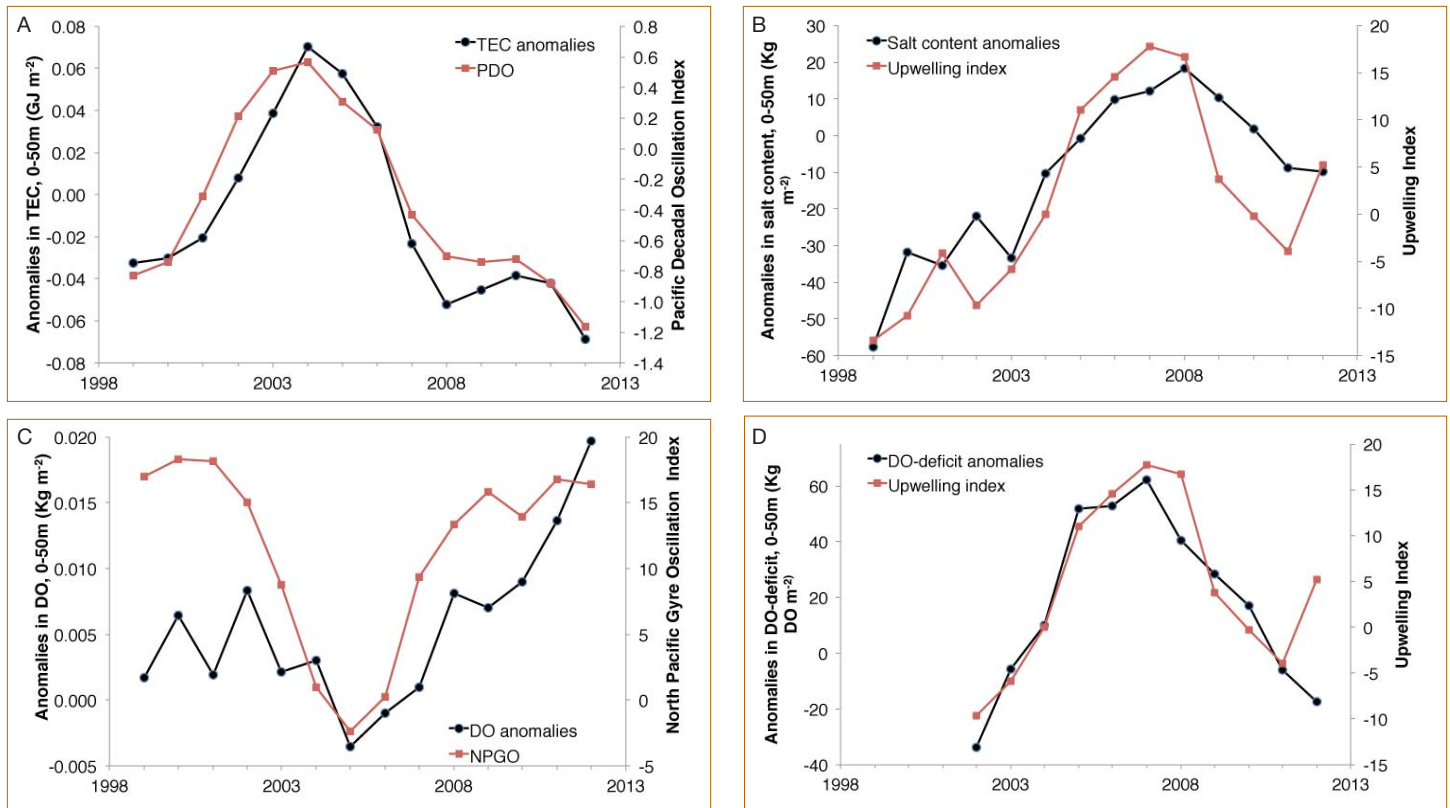 A
TEC anomalies
PDO
Anomalies in TEC, 0-50m (GJ m-2)
0.08
0.06
0.04
0.02
0.00
-0.02
-0.04
-0.06
-0.08
0.8
0.6
0.4
0.2
0.0
-0.2
-0.4
-0.6
-0.8
-1.0
-1.2
-1.4
Pacific Decadal Oscillation Index
1998 2003 2008 2013
B
Salt content anomalies
Upwelling index
Anomalies in salt content, 0-50m (Kg
m-2)
30
20
10
0
-10
-20
-30
-40
-50
-60
20
15
10
5
0
-5
-10
-15
Upwelling Index
1998 2003 2008 2013
C
Anomalies in DO, 0-50m (Kg m-2)
0.020
0.015
0.010
0.005
0.000
-0.005
20
15
10
5
0
-5
North Pacific Gyre Oscillation Index
DO anomalies
NPGO
1998 2003 2008 2013
D
DO-deficit anomalies
Upwelling index
Anomalies in DO-deficit, 0-50m (Kg
DO m-2)
60
40
20
0
-20
-40
20
15
10
5
0
-5
-10
-15
Upwelling Index
1998 2003 2008 2013